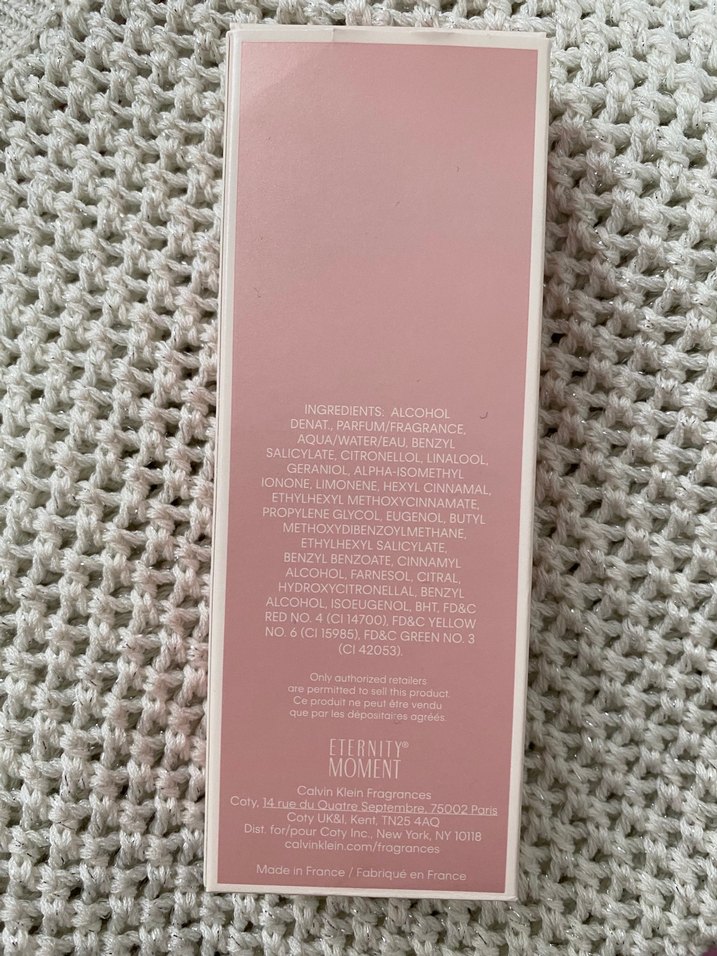 INGREDIENTS: ALCOHOL
DENAT., PARFUM/FRAGRANCE,
AQUA/WATER/EAU, BENZYL
SALICYLATE, CITRONELLOL, LINALOOL,
GERANIOL, ALPHA-ISOMETHYL
IONONE, LIMONENE, HEXYL CINNAMAL,
ETHYLHEXYL METHOXYCINNAMATE,
PROPYLENE GLYCOL, EUGENOL, BUTYL
METHOXYDIBENZOYLMETHANE,
ETHYLHEXYL SALICYLATE,
BENZYL BENZOATE, CINNAMYL
ALCOHOL, FARNESOL, CITRAL,
HYDROXYCITRONELLAL, BENZYL
ALCOHOL, ISOEUGENOL, BHT, FD&C
RED NO. 4 (CI 14700), FD&C YELLOW
NO. 6 (CI 15985), FD&C GREEN NO. 3
(CI 42053).
Only authorized retailers
are permitted to sell this product.
Ce produit ne peut être vendu
que par les dépositaires agréés
ETERNITY®
MOMENT
Calvin Klein Fragrances
Coty, 14 rue du Quatre Septembre, 75002 Paris
Coty UK&I, Kent, TN25 4AQ
Dist. for/pour Coty Inc., New York, NY 10118
calvinklein.com/fragrances
Made in France / Fabriqué en France